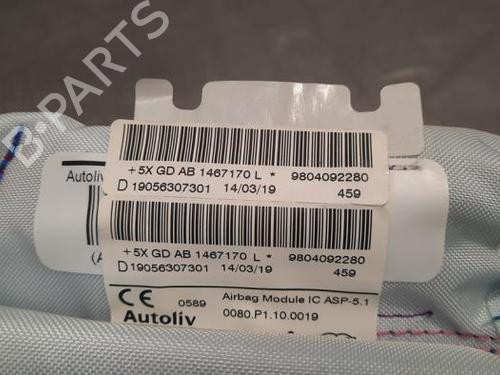 B-PARTS
Autoliv
(A
+5X GD AB 1467170 L * 9804092280
D 19056307301 14/03/19 459
+5X GD AB 1467170 L * 9804092280
D 19056307301 14/03/19 459
CE 0589 Airbag Module IC ASP-5.1
Autoliv 0080.P1.10.0019